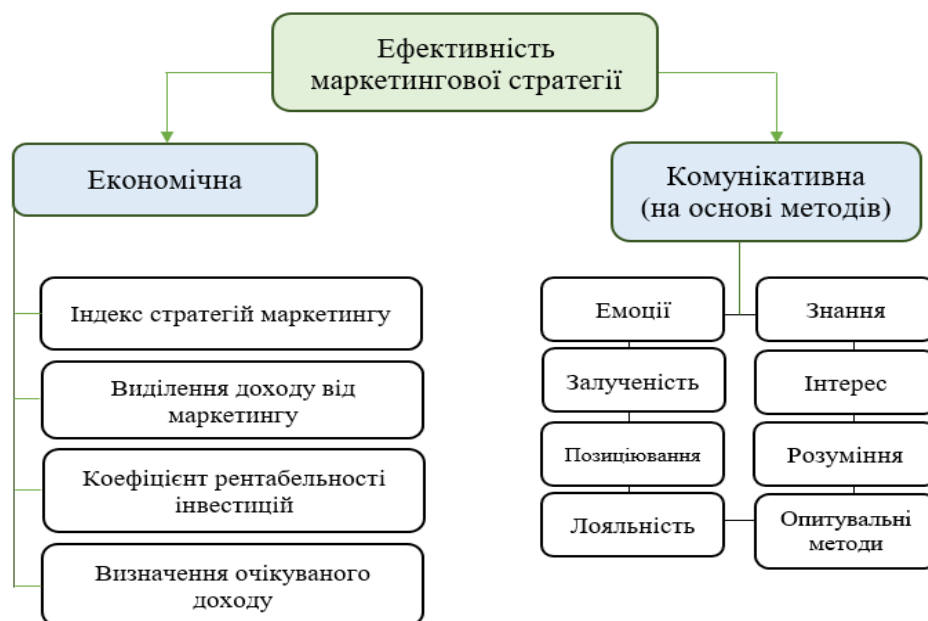 Ефективність
маркетингової стратегії
Економічна
Комунікативна
(на основі методів)
Індекс стратегій маркетингу
Виділення доходу від
маркетингу
Коефіцієнт рентабельності
інвестицій
Визначення очікуваного
доходу
Емоції
Знання
Залученість
Інтерес
Позиціювання
Розуміння
Лояльність
Опитувальні
методи